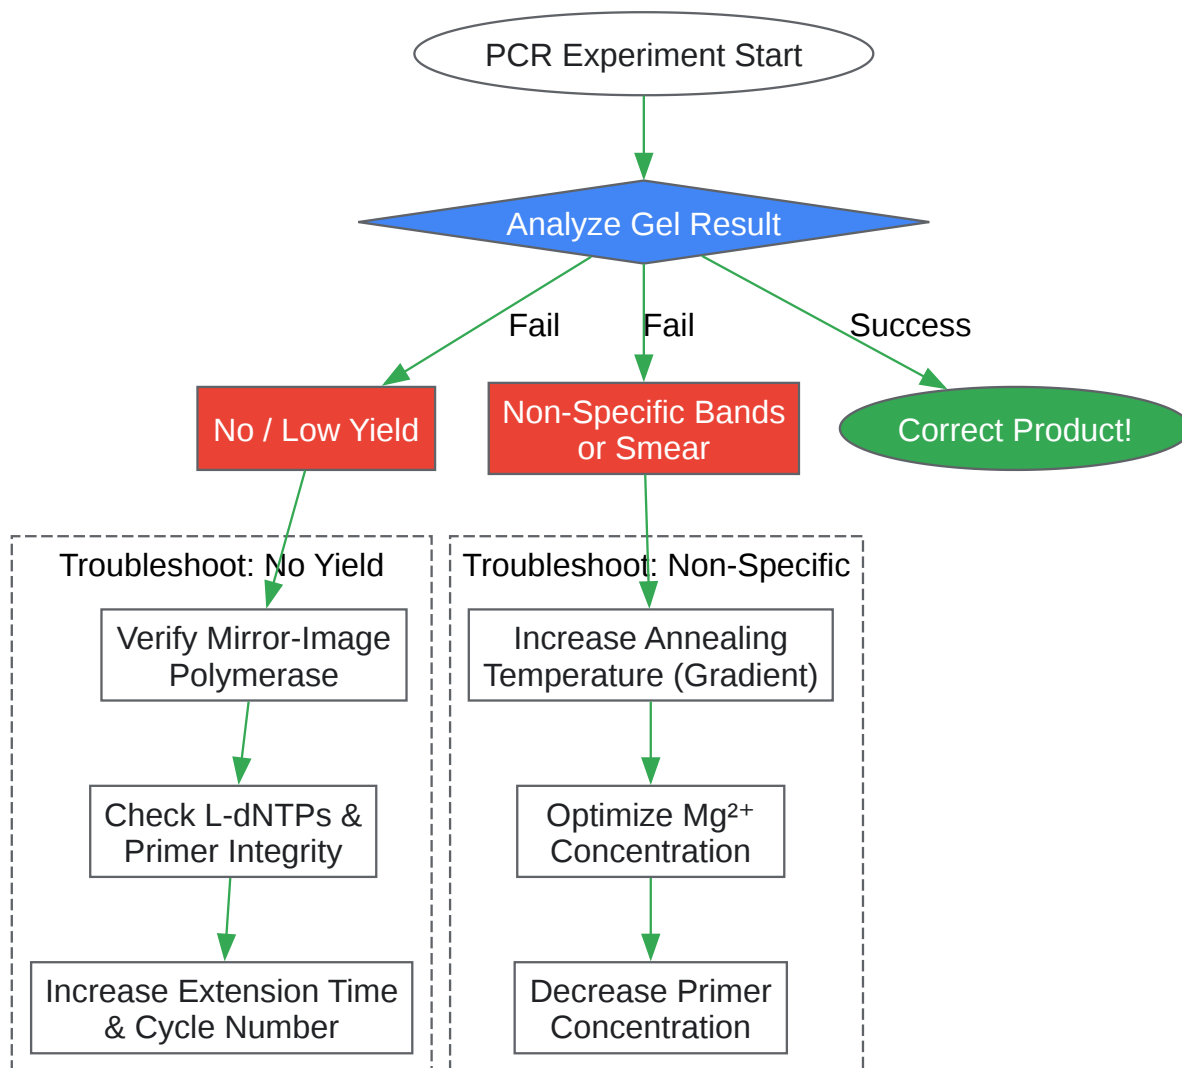 PCR Experiment Start
Analyze Gel Result
Fail
Fail
Success
No / Low Yield
Non-Specific Bands
or Smear
Correct Product!
Troubleshoot: No Yield
Verify Mirror-Image
Polymerase
Check L-dNTPs &
Primer Integrity
Increase Extension Time
& Cycle Number
Troubleshoot: Non-Specific
Increase Annealing
Temperature (Gradient)
Optimize Mg²⁺
Concentration
Decrease Primer
Concentration